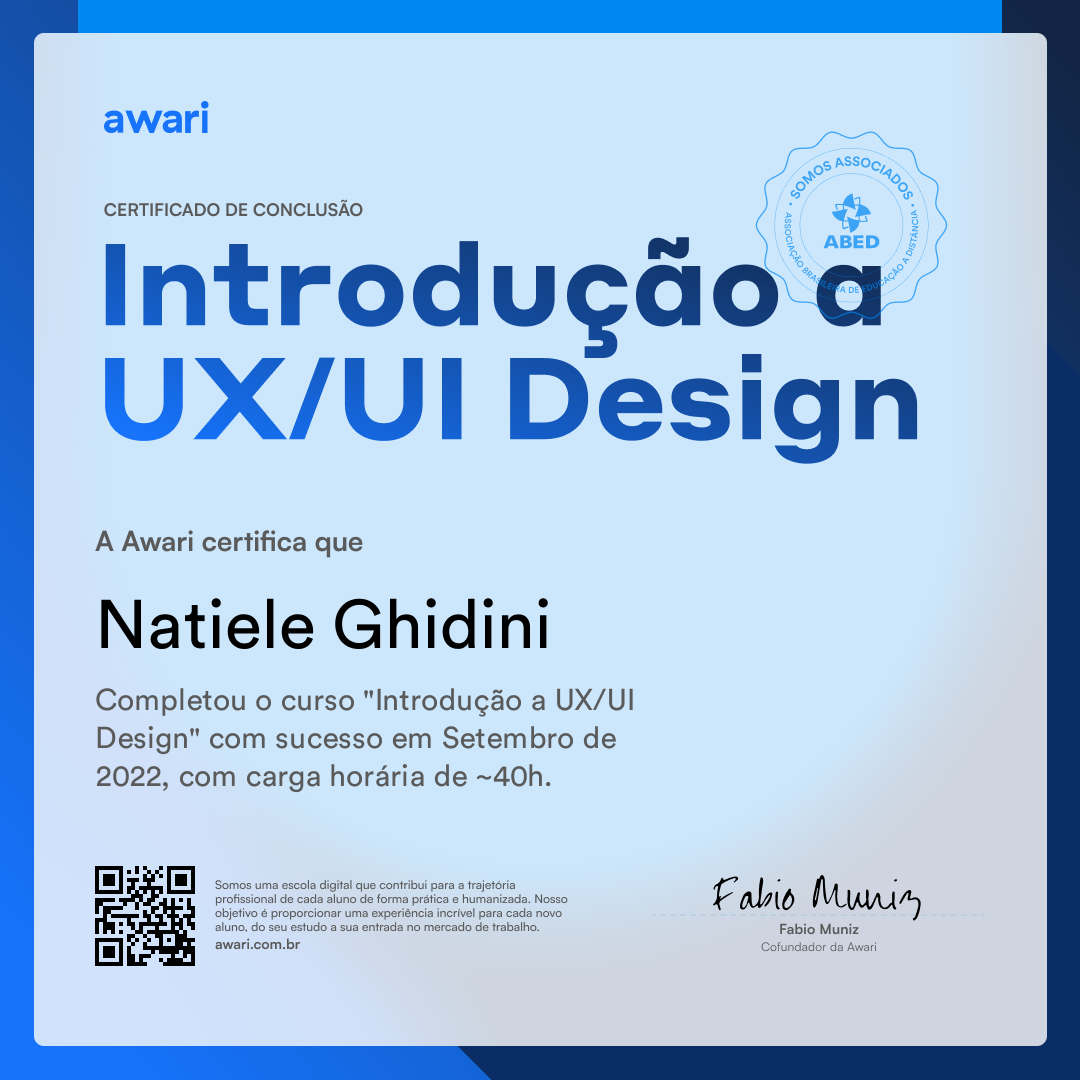 awari
SOMOS ASSOCIADOS
ABED
ASSOCIAÇÃO BRASILEIRA DE EDUCAÇÃO A DISTÂNCIA
CERTIFICADO DE CONCLUSÃO
Introdução a
UX/UI Design
A Awari certifica que
Natiele Ghidini
Completou o curso "Introdução a UX/UI
Design" com sucesso em Setembro de
2022, com carga horária de ~40h.
Somos uma escola digital que contribui para a trajetória
profissional de cada aluno de forma prática e humanizada. Nosso
objetivo é proporcionar uma experiência incrível para cada novo
aluno, do seu estudo a sua entrada no mercado de trabalho.
awari.com.br
Fabio Muniz
Fabio Muniz
Cofundador da Awari